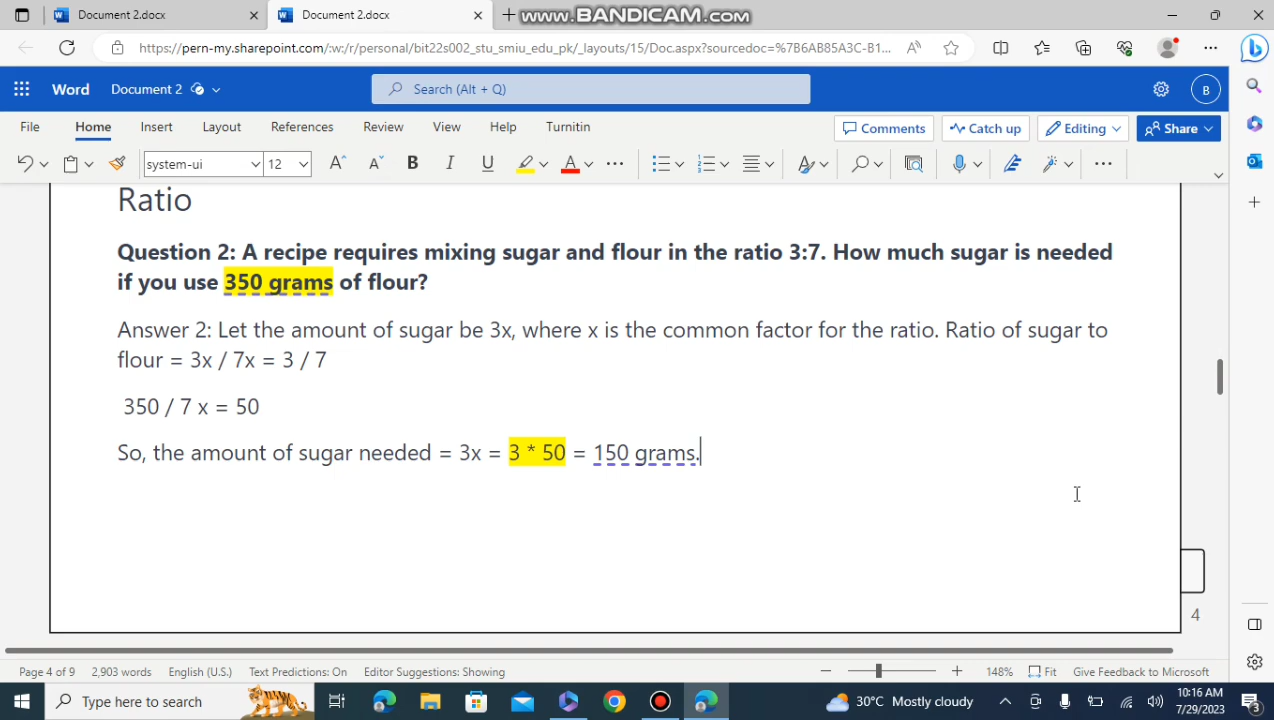 Document 2.docx
Document 2.docx
www.BANDICAM.com
https://pern-my.sharepoint.com/:w:/r/personal/bit22s002_stu_smiu_edu_pk/_layouts/15/Doc.aspx?sourcedoc=%7B6AB85A3C-B1...
Word
Document 2
Search (Alt + Q)
B
File
Home
Insert
Layout
References
Review
View
Help
Turnitin
Comments
Catch up
Editing
Share
system-ui
12
Ratio
Question 2: A recipe requires mixing sugar and flour in the ratio 3:7. How much sugar is needed
if you use 350 grams of flour?
Answer 2: Let the amount of sugar be 3x, where x is the common factor for the ratio. Ratio of sugar to
flour = 3x / 7x = 3 / 7
350 / 7 x = 50
So, the amount of sugar needed = 3x = 3 * 50 = 150 grams.
4
Page 4 of 9
2,903 words
English (U.S.)
Text Predictions: On
Editor Suggestions: Showing
148%
Fit
Give Feedback to Microsoft
Type here to search
30°C Mostly cloudy
10:16 AM
7/29/2023
3